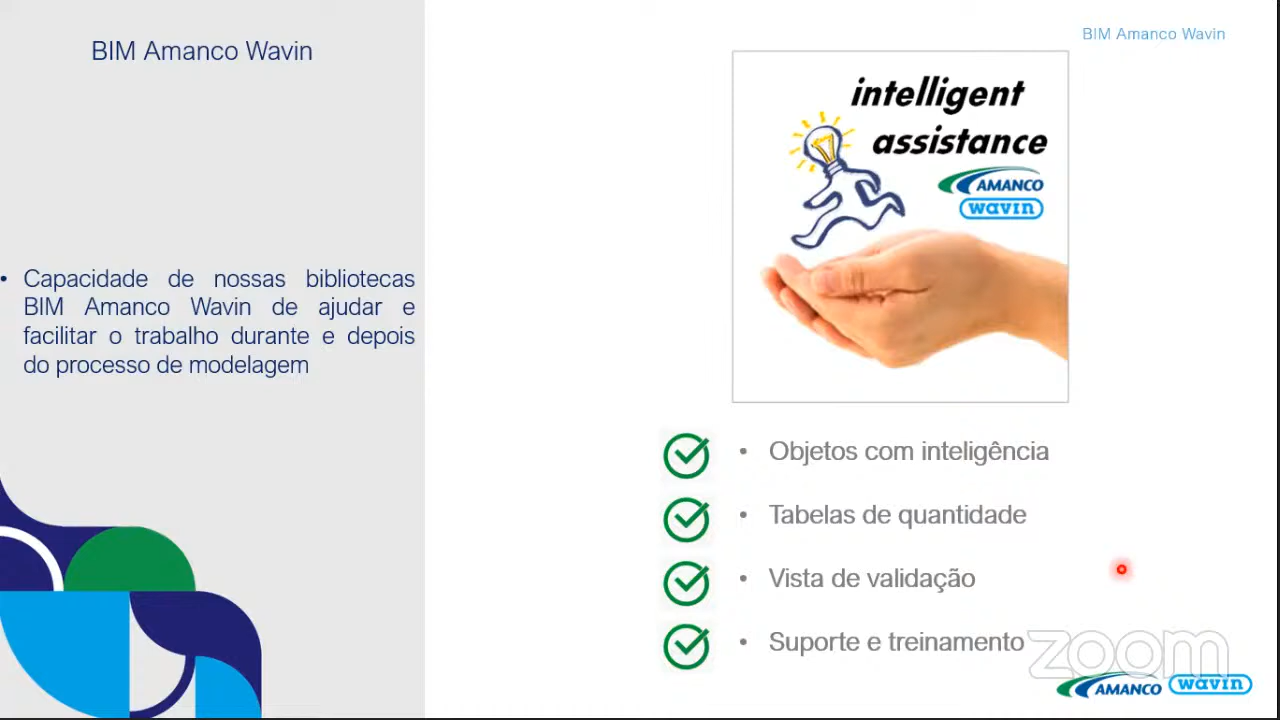 BIM Amanco Wavin
BIM Amanco Wavin
intelligent
assistance
AMANCO
wavin
• Capacidade de nossas bibliotecas
BIM Amanco Wavin de ajudar e
facilitar o trabalho durante e depois
do processo de modelagem
• Objetos com inteligência
• Tabelas de quantidade
• Vista de validação
• Suporte e treinamento
zoom
AMANCO wavin